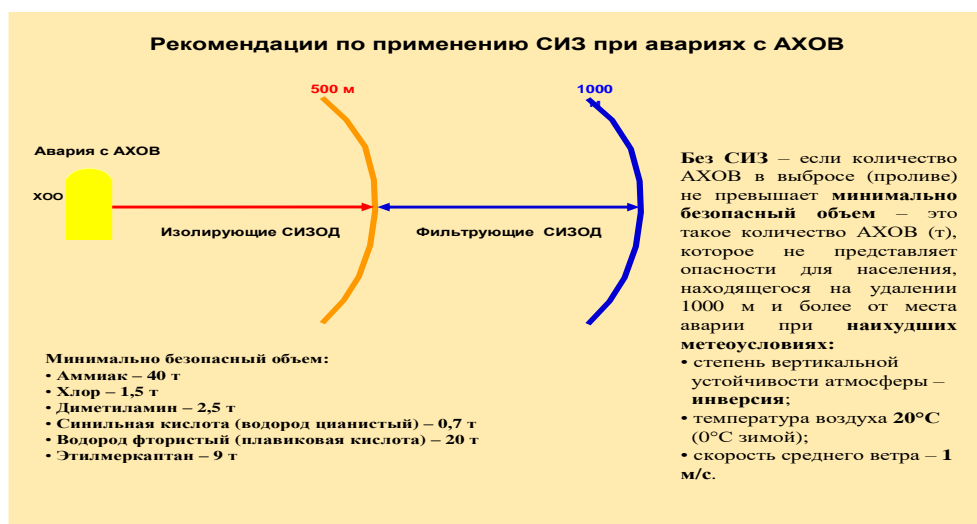 Рекомендации по применению СИЗ при авариях с АХОВ
500 м
1000
м
Авария с АХОВ
ХОО
Изолирующие СИЗОД
Фильтрующие СИЗОД
Без СИЗ – если количество
АХОВ в выбросе (проливе)
не превышает минимально
безопасный объем – это
такое количество АХОВ (т),
которое не представляет
опасности для населения,
находящегося на удалении
1000 м и более от места
аварии при наихудших
метеоусловиях:
• степень вертикальной
устойчивости атмосферы –
инверсия;
• температура воздуха 20°С
(0°С зимой);
• скорость среднего ветра – 1
м/с.
Минимально безопасный объем:
• Аммиак – 40 т
• Хлор – 1,5 т
• Диметиламин – 2,5 т
• Синильная кислота (водород цианистый) – 0,7 т
• Водород фтористый (плавиковая кислота) – 20 т
• Этилмеркаптан – 9 т